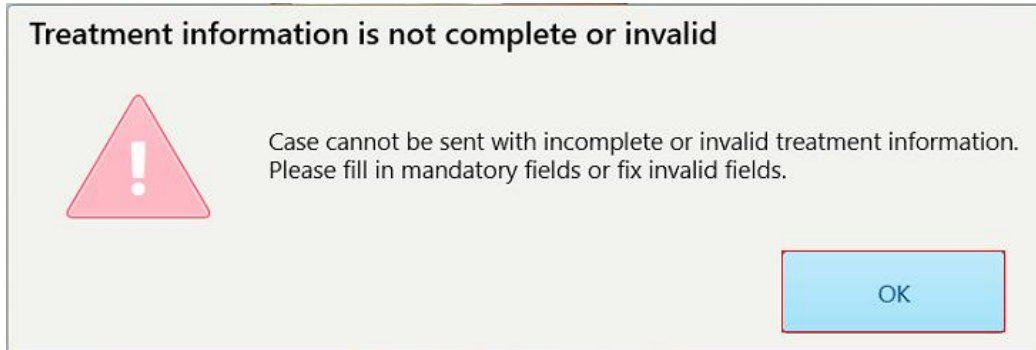 Treatment information is not complete or invalid
Case cannot be sent with incomplete or invalid treatment information.
Please fill in mandatory fields or fix invalid fields.
OK